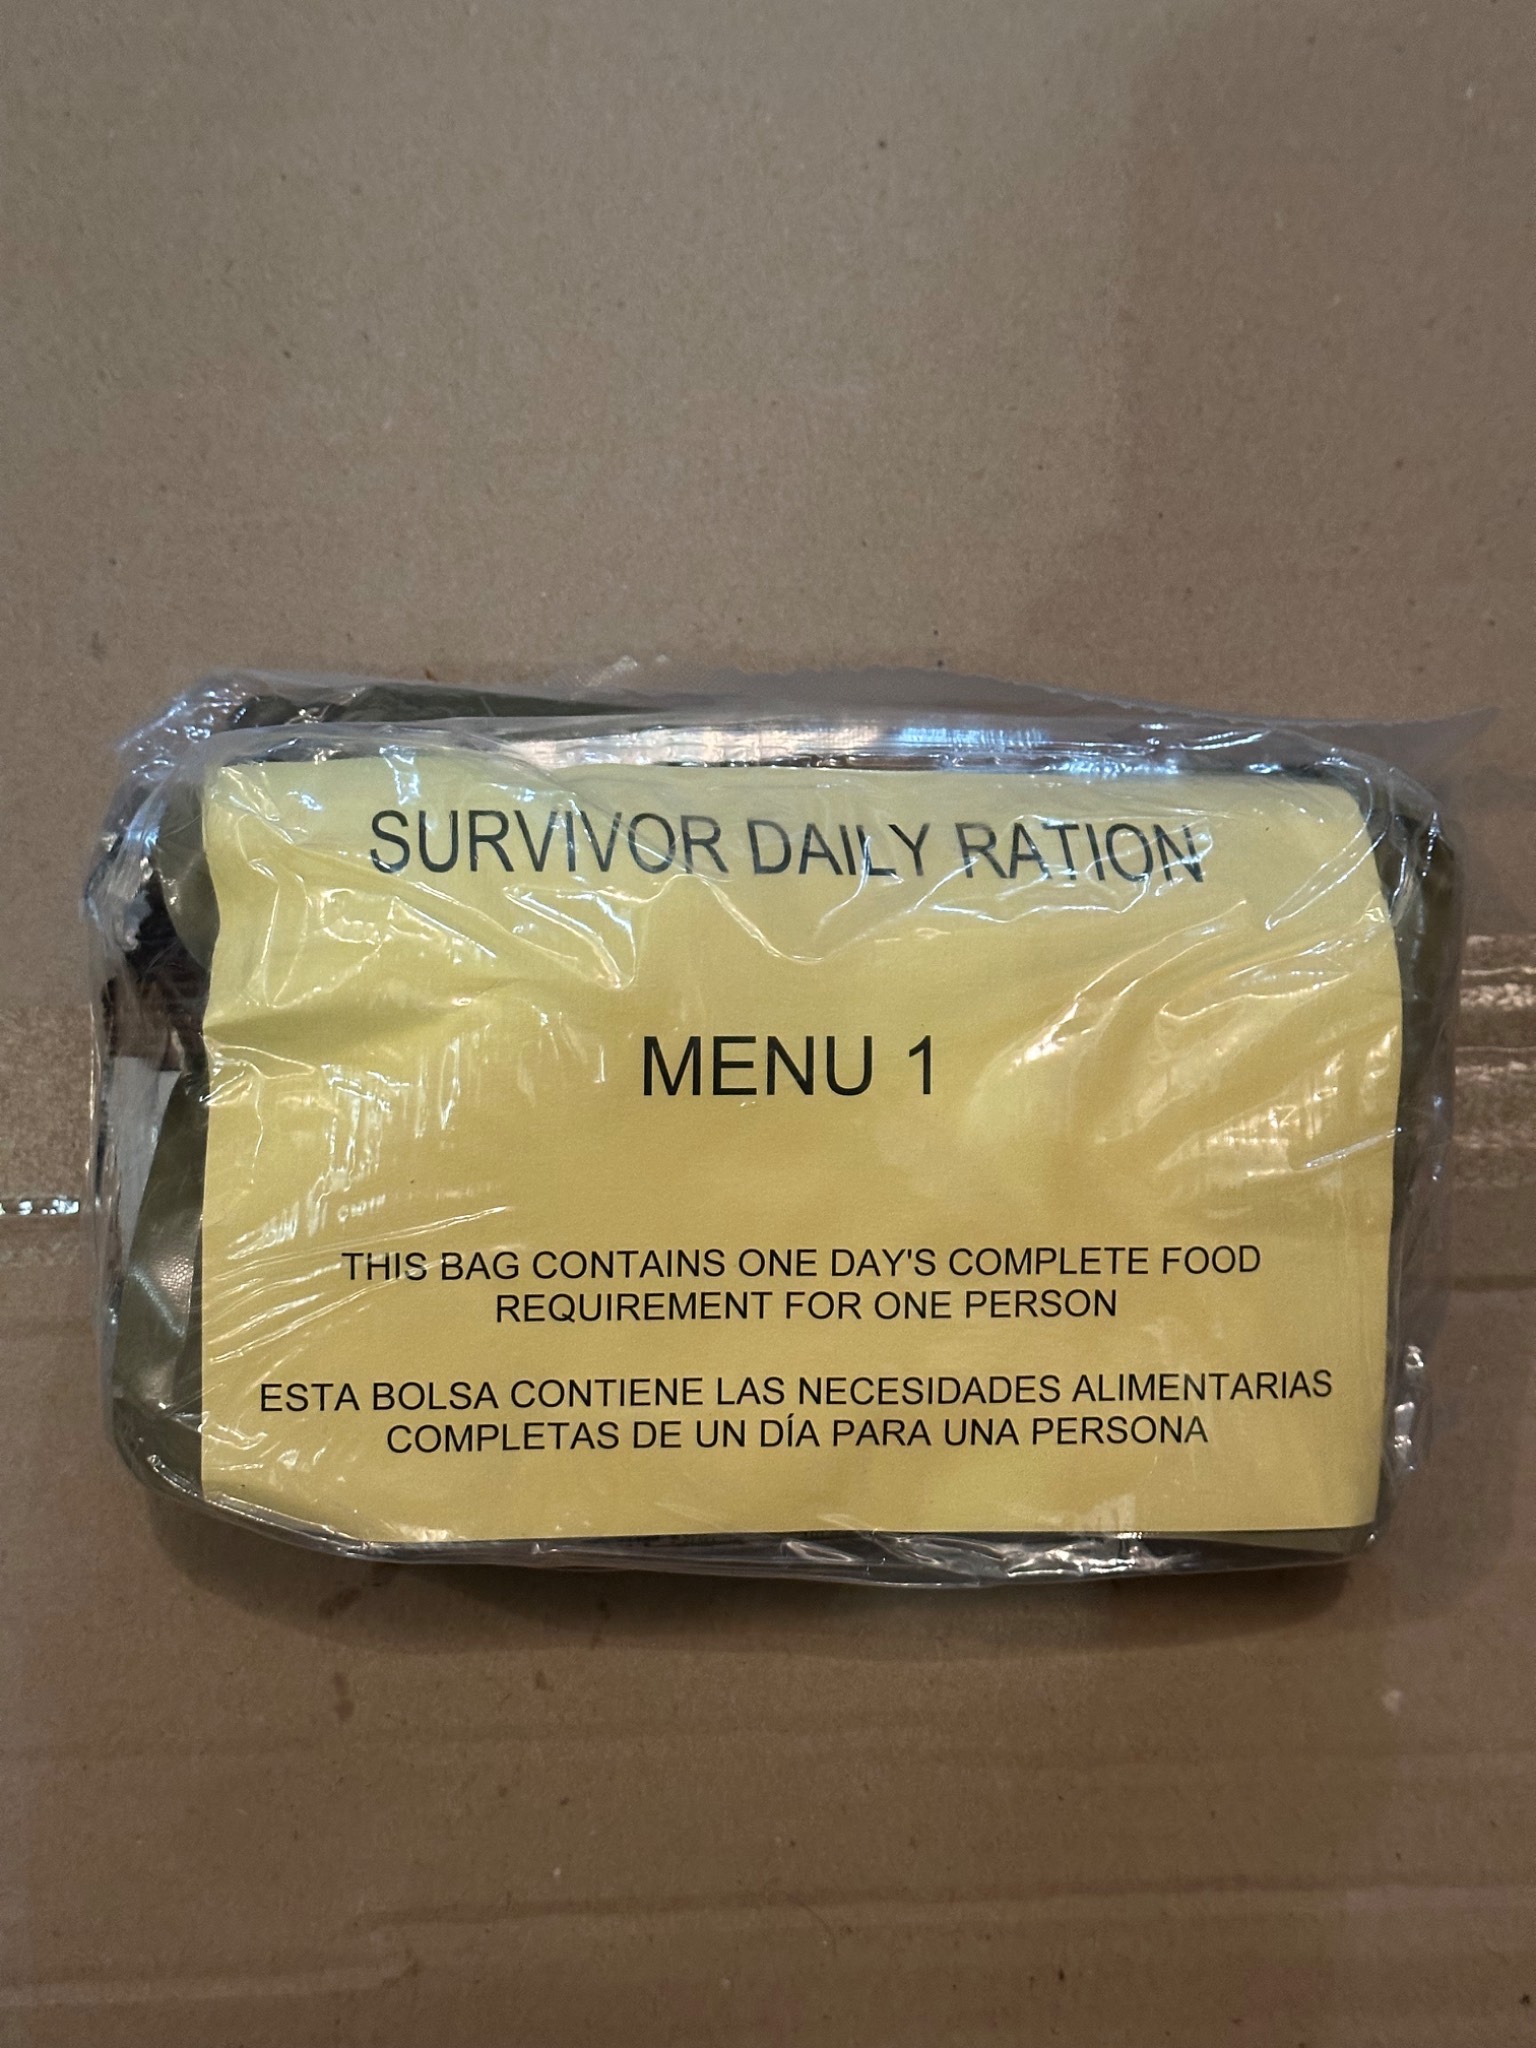 SURVIVOR DAILY RATION
MENU 1
THIS BAG CONTAINS ONE DAY'S COMPLETE FOOD
REQUIREMENT FOR ONE PERSON
ESTA BOLSA CONTIENE LAS NECESIDADES ALIMENTARIAS
COMPLETAS DE UN DÍA PARA UNA PERSONA